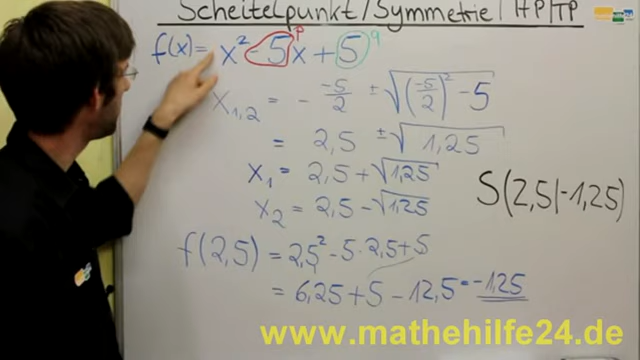 Scheitelpunkt/Symmetrie/HP/TP
f(x) = x² - 5x + 5
p q
x₁,₂ = - -5/2 ± √((-5/2)² - 5)
= 2,5 ± √1,25
x₁ = 2,5 + √1,25
x₂ = 2,5 - √1,25
S(2,5|-1,25)
f(2,5) = 2,5² - 5·2,5 + 5
= 6,25 + 5 - 12,5 = -1,25
www.mathehilfe24.de